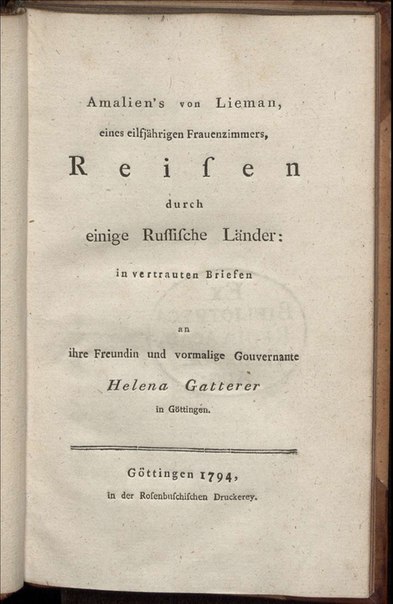 Amalien's von Lieman,
eines eilfjährigen Frauenzimmers,
Reiſen
durch
einige Ruſſiſche Länder:
in vertrauten Briefen
an
ihre Freundin und vormalige Gouvernante
Helena Gatterer
in Göttingen.
Göttingen 1794,
in der Roſenbuſchiſchen Druckerey.